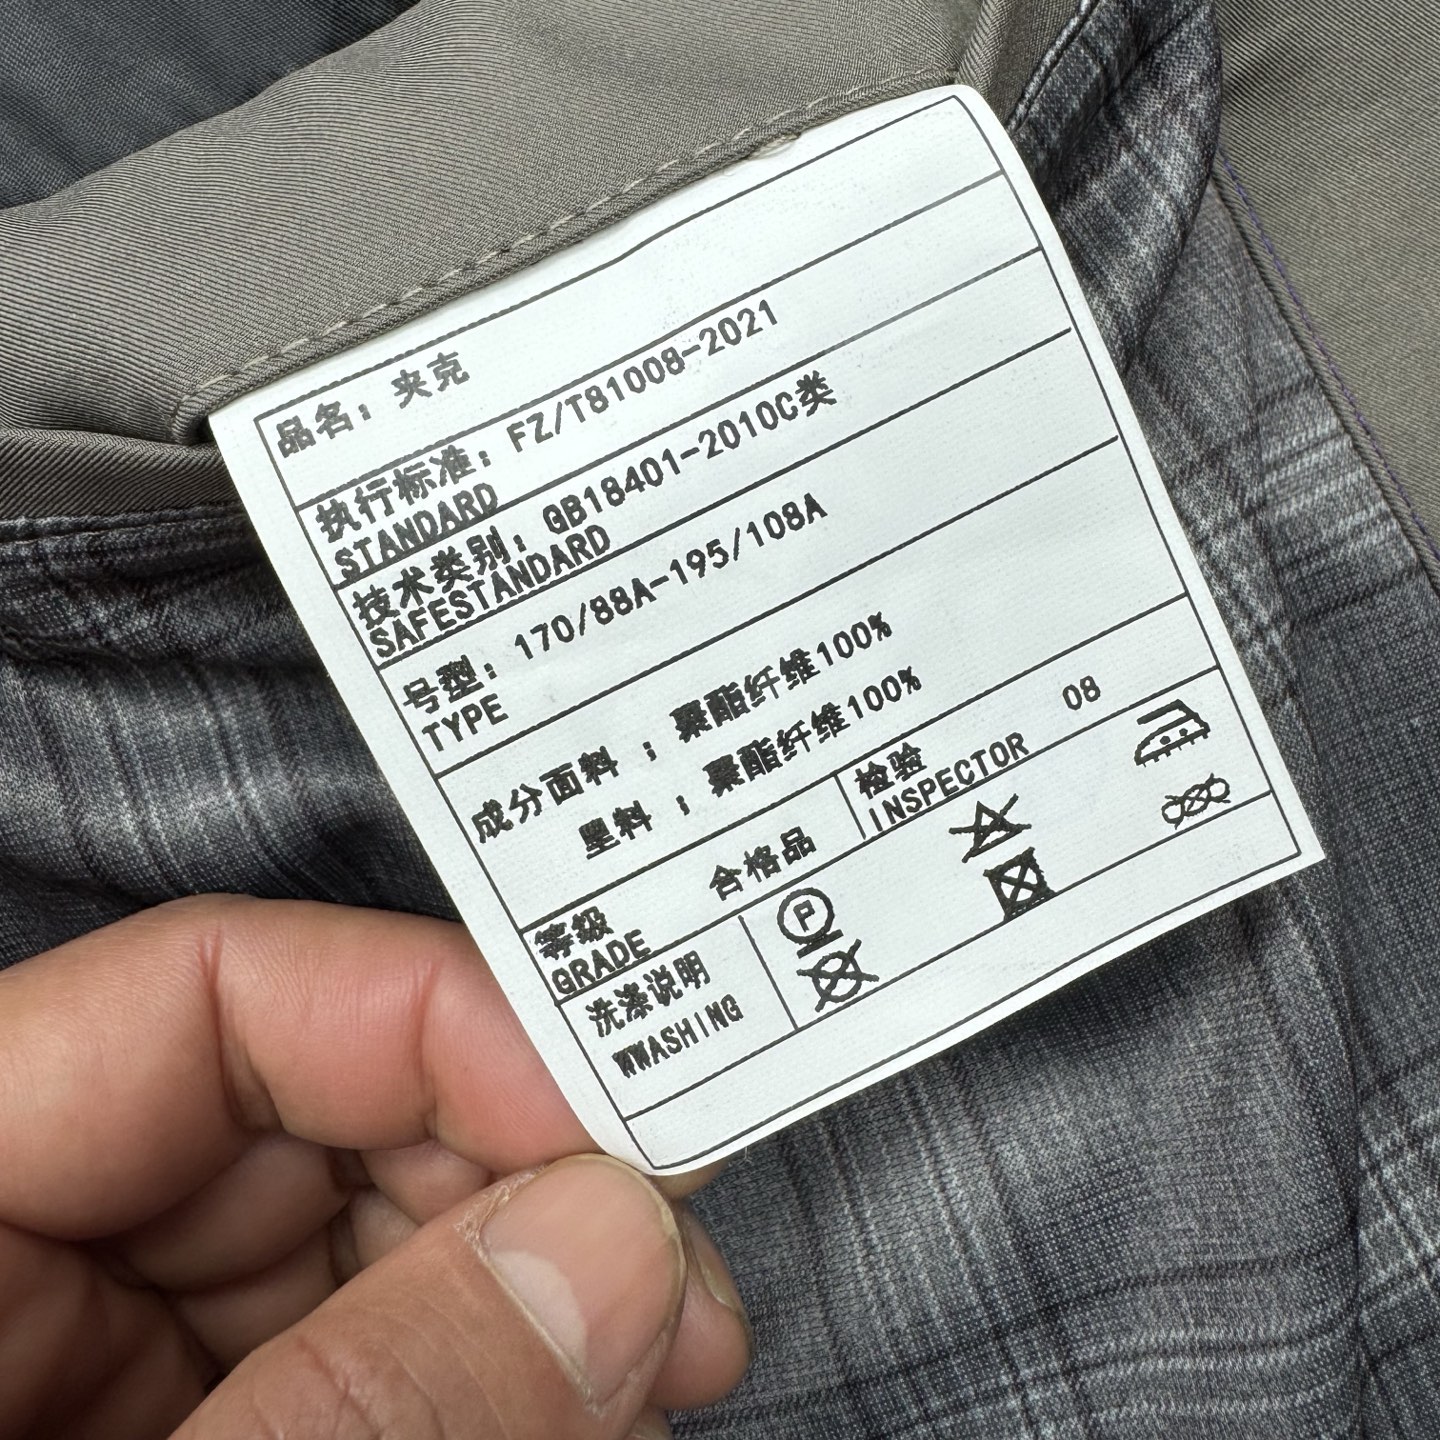 品名：夹克
执行标准：FZ/T81008-2021
STANDARD
技术类别：GB18401-2010C类
SAFESTANDARD
号型：170/88A-195/108A
TYPE
成分面料：聚酯纤维100%
里料：聚酯纤维100%
等级 合格品 检验 08
GRADE INSPECTOR
洗涤说明 P
WWASHING